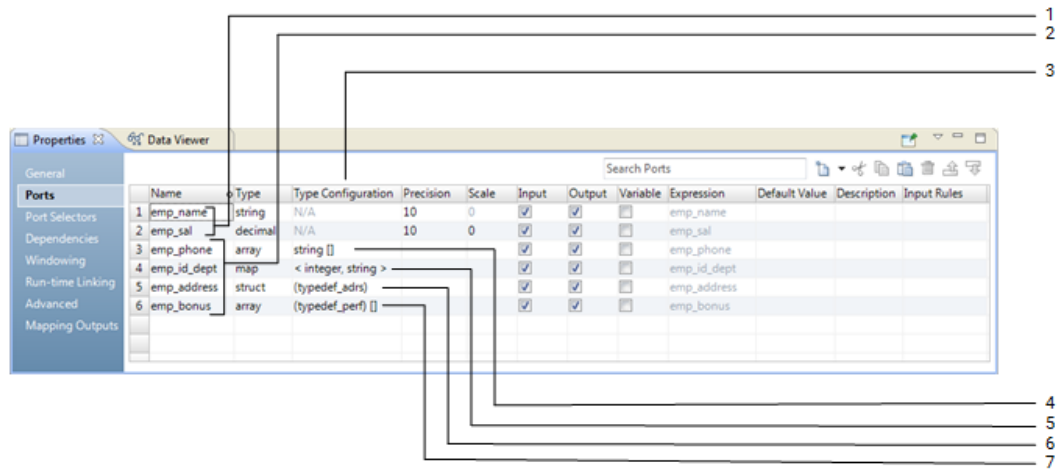 1
2
3
Properties Data Viewer
Search Ports
General
Ports
Port Selectors
Dependencies
Windowing
Run-time Linking
Advanced
Mapping Outputs
Name Type Type Configuration Precision Scale Input Output Variable Expression Default Value Description Input Rules
1 emp_name string N/A 10 0 emp_name
2 emp_sal decimal N/A 10 0 emp_sal
3 emp_phone array string [] emp_phone
4 emp_id_dept map < integer, string > emp_id_dept
5 emp_address struct (typedef_adrs) emp_address
6 emp_bonus array (typedef_perf) [] emp_bonus
4
5
6
7